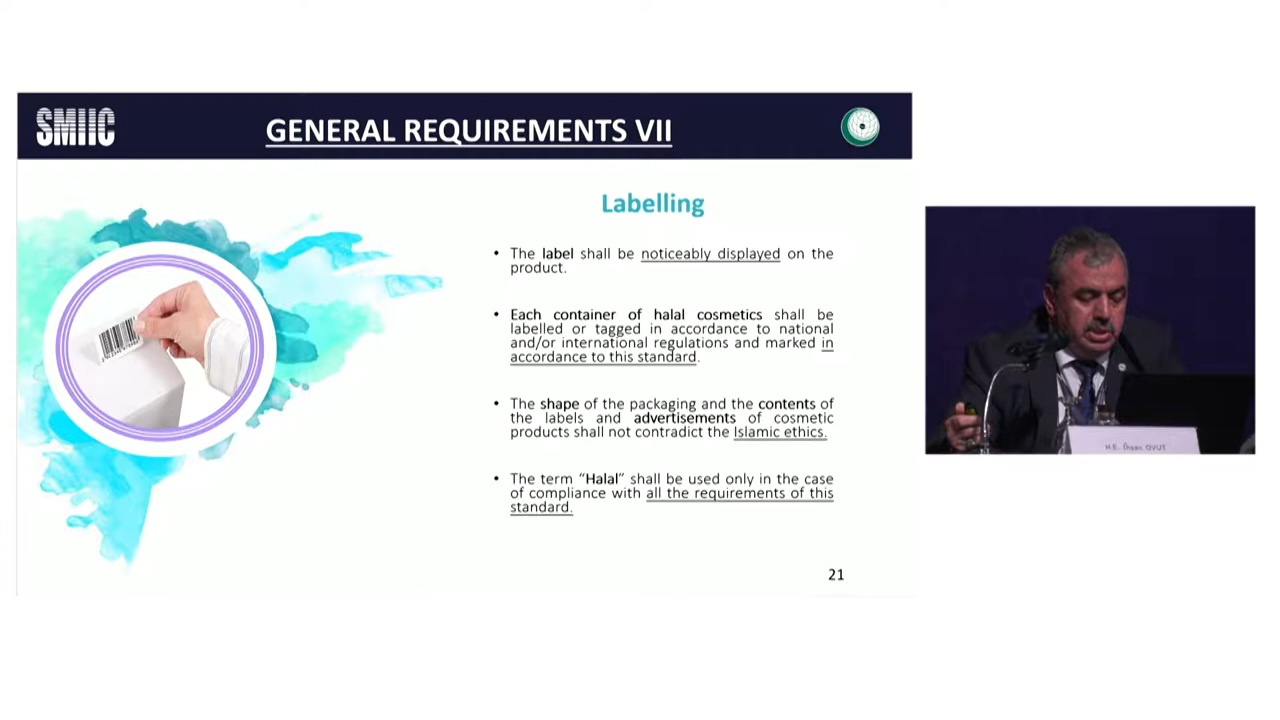 SMIIC
GENERAL REQUIREMENTS VII
Labelling
• The label shall be noticeably displayed on the
product.
• Each container of halal cosmetics shall be
labelled or tagged in accordance to national
and/or international regulations and marked in
accordance to this standard.
• The shape of the packaging and the contents of
the labels and advertisements of cosmetic
products shall not contradict the Islamic ethics.
• The term “Halal” shall be used only in the case
of compliance with all the requirements of this
standard.
21
H.E. İhsan OVUT